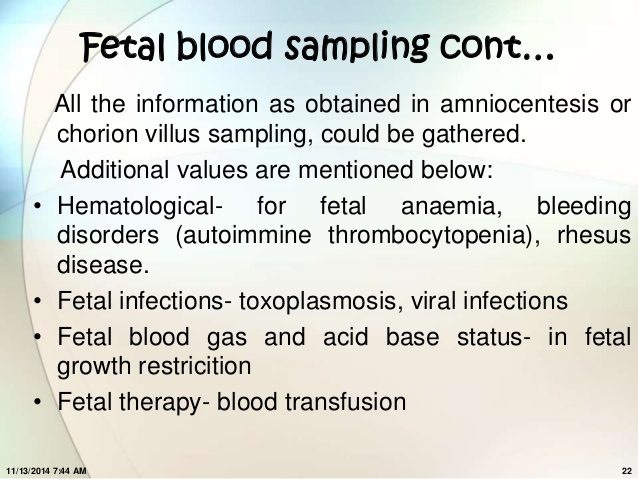 Fetal blood sampling cont…
All the information as obtained in amniocentesis or
chorion villus sampling, could be gathered.
Additional values are mentioned below:
• Hematological- for fetal anaemia, bleeding
disorders (autoimmine thrombocytopenia), rhesus
disease.
• Fetal infections- toxoplasmosis, viral infections
• Fetal blood gas and acid base status- in fetal
growth restricition
• Fetal therapy- blood transfusion
11/13/2014 7:44 AM 22